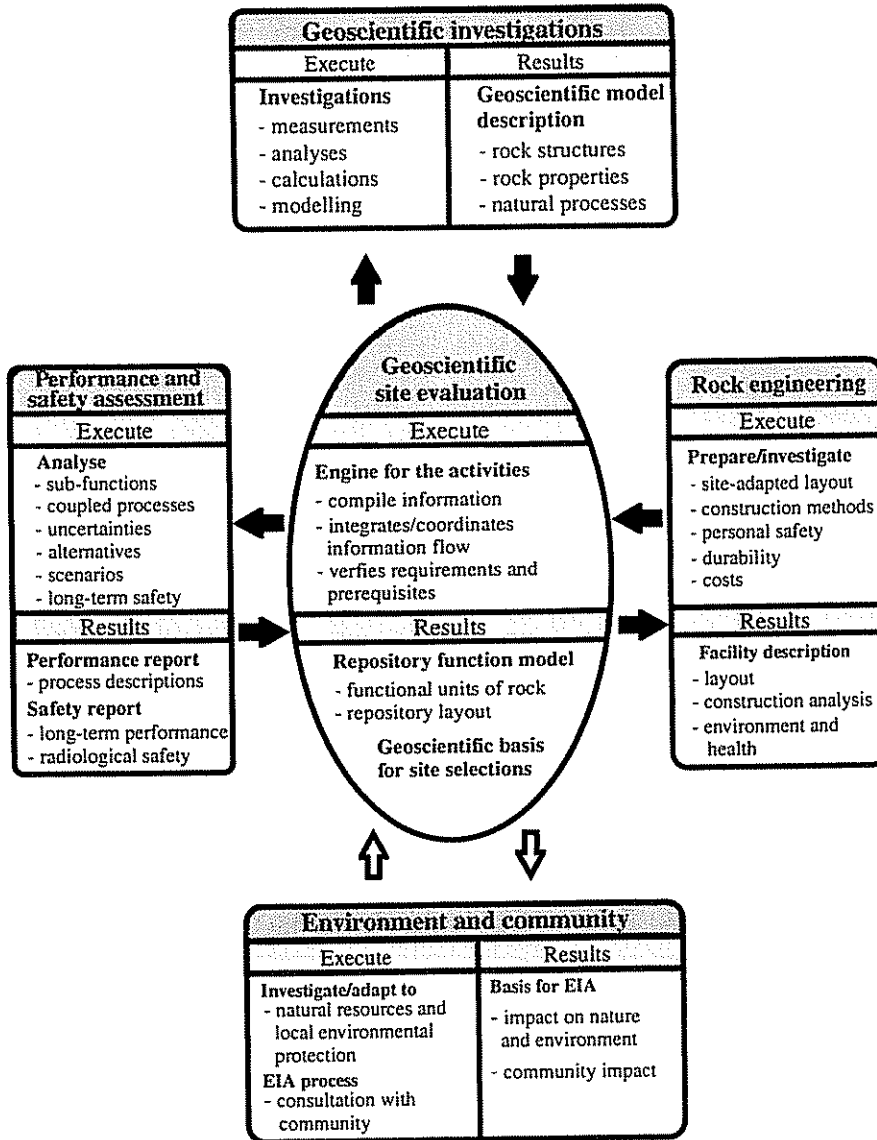 Geoscientific investigations
Execute
Investigations
- measurements
- analyses
- calculations
- modelling
Results
Geoscientific model
description
- rock structures
- rock properties
- natural processes
Performance and
safety assessment
Execute
Analyse
- sub-functions
- coupled processes
- uncertainties
- alternatives
- scenarios
- long-term safety
Results
Performance report
- process descriptions
Safety report
- long-term performance
- radiological safety
Geoscientific
site evaluation
Execute
Engine for the activities
- compile information
- integrates/coordinates
information flow
- verfies requirements and
prerequisites
Results
Repository function model
- functional units of rock
- repository layout
Geoscientific basis
for site selections
Rock engineering
Execute
Prepare/investigate
- site-adapted layout
- construction methods
- personal safety
- durability
- costs
Results
Facility description
- layout
- construction analysis
- environment and
health
Environment and community
Execute
Investigate/adapt to
- natural resources and
local environmental
protection
EIA process
- consultation with
community
Results
Basis for EIA
- impact on nature
and environment
- community impact